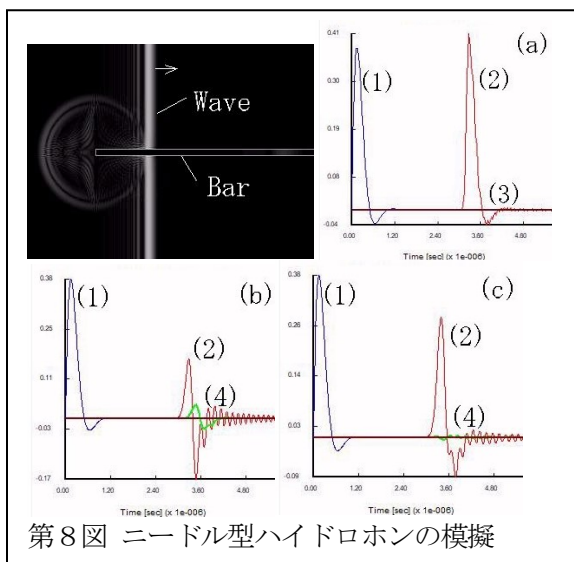 Wave
Bar
0.41
(a)
(1)
(2)
0.30
0.19
0.08
(3)
-0.04
0.00 1.20 2.40 3.60 4.80
Time [sec] (x 1e-006)
0.38
(1)
(b)
0.25
(2)
0.11
(4)
-0.03
-0.17
0.00 1.20 2.40 3.60 4.80
Time [sec] (x 1e-006)
0.38
(1)
(c)
(2)
0.26
0.14
(4)
0.03
-0.09
0.00 1.20 2.40 3.60 4.80
Time [sec] (x 1e-006)
第８図 ニードル型ハイドロホンの模擬